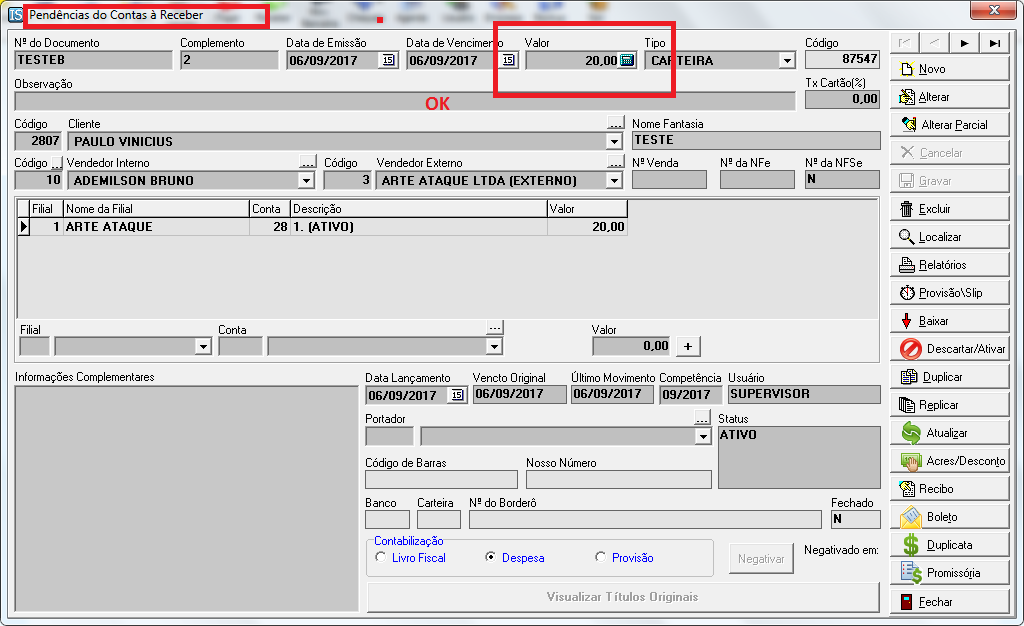 IS Pendências do Contas à Receber
Nº do Documento Complemento Data de Emissão Data de Vencimento Valor Tipo Código
TESTEB 2 06/09/2017 15 06/09/2017 15 20,00 CARTEIRA 87547
Observação Tx Cartão(%)
OK 0,00
Código Cliente ... Nome Fantasia
2807 PAULO VINICIUS TESTE
Código ... Vendedor Interno ... Código Vendedor Externo ... Nº Venda Nº da NFe Nº da NFSe
10 ADEMILSON BRUNO 3 ARTE ATAQUE LTDA (EXTERNO) N
Filial Nome da Filial Conta Descrição Valor
1 ARTE ATAQUE 28 1. (ATIVO) 20,00
Filial Conta ... Valor
0,00 +
Informações Complementares
Data Lançamento Vencto Original Último Movimento Competência Usuário
06/09/2017 15 06/09/2017 06/09/2017 09/2017 SUPERVISOR
Portador ... Status
ATIVO
Código de Barras Nosso Número
Banco Carteira Nº do Borderô Fechado
N
Contabilização
Livro Fiscal Despesa Provisão Negativar Negativado em:
Visualizar Títulos Originais
Novo
Alterar
Alterar Parcial
Cancelar
Gravar
Excluir
Localizar
Relatórios
Provisão\Slip
Baixar
Descartar/Ativar
Duplicar
Replicar
Atualizar
Acres/Desconto
Recibo
Boleto
Duplicata
Promissória
Fechar